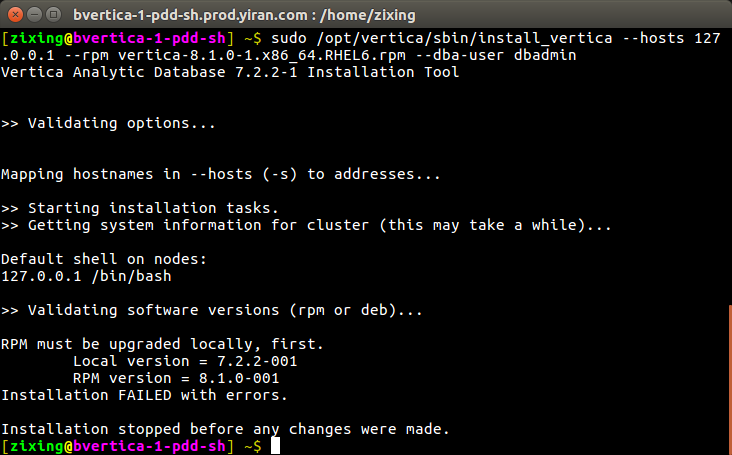 bvertica-1-pdd-sh.prod.yiran.com : /home/zixing
[zixing@bvertica-1-pdd-sh] ~$ sudo /opt/vertica/sbin/install_vertica --hosts 127
.0.0.1 --rpm vertica-8.1.0-1.x86_64.RHEL6.rpm --dba-user dbadmin
Vertica Analytic Database 7.2.2-1 Installation Tool
>> Validating options...
Mapping hostnames in --hosts (-s) to addresses...
>> Starting installation tasks.
>> Getting system information for cluster (this may take a while)...
Default shell on nodes:
127.0.0.1 /bin/bash
>> Validating software versions (rpm or deb)...
RPM must be upgraded locally, first.
Local version = 7.2.2-001
RPM version = 8.1.0-001
Installation FAILED with errors.
Installation stopped before any changes were made.
[zixing@bvertica-1-pdd-sh] ~$